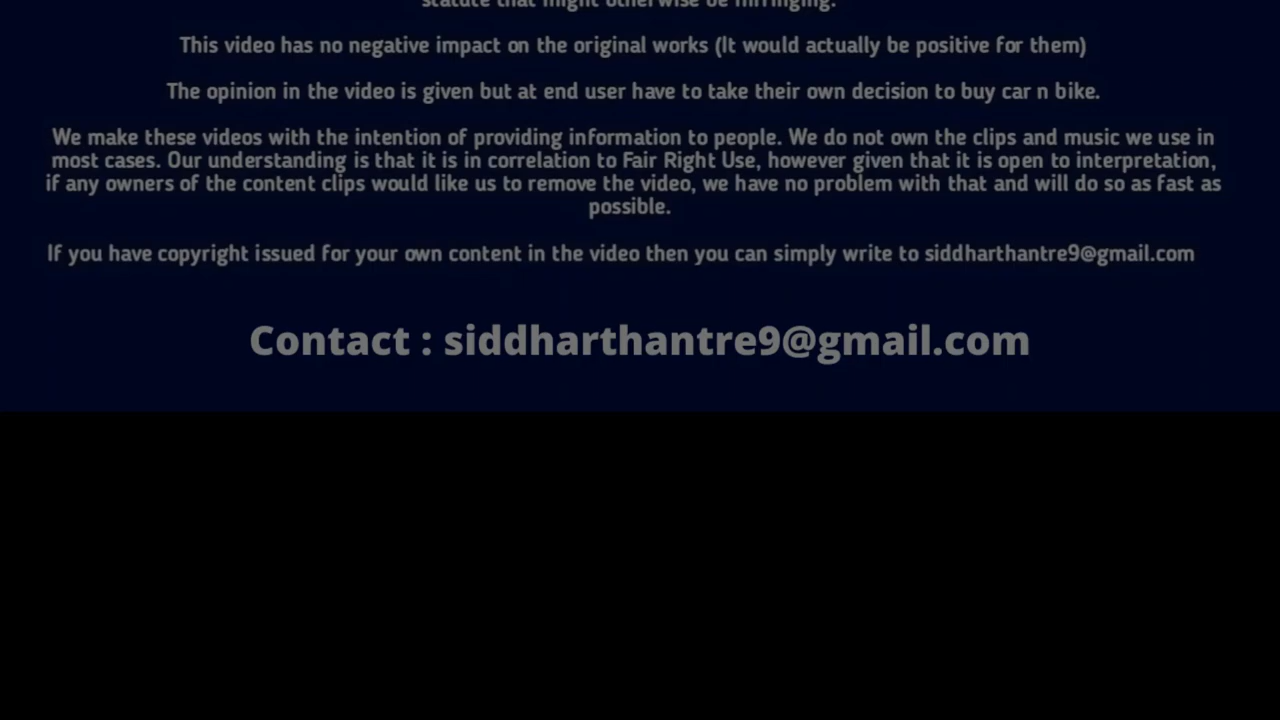 statute that might otherwise be infringing.
This video has no negative impact on the original works (It would actually be positive for them)
The opinion in the video is given but at end user have to take their own decision to buy car n bike.
We make these videos with the intention of providing information to people. We do not own the clips and music we use in
most cases. Our understanding is that it is in correlation to Fair Right Use, however given that it is open to interpretation,
if any owners of the content clips would like us to remove the video, we have no problem with that and will do so as fast as
possible.
If you have copyright issued for your own content in the video then you can simply write to siddharthantre9@gmail.com
Contact : siddharthantre9@gmail.com